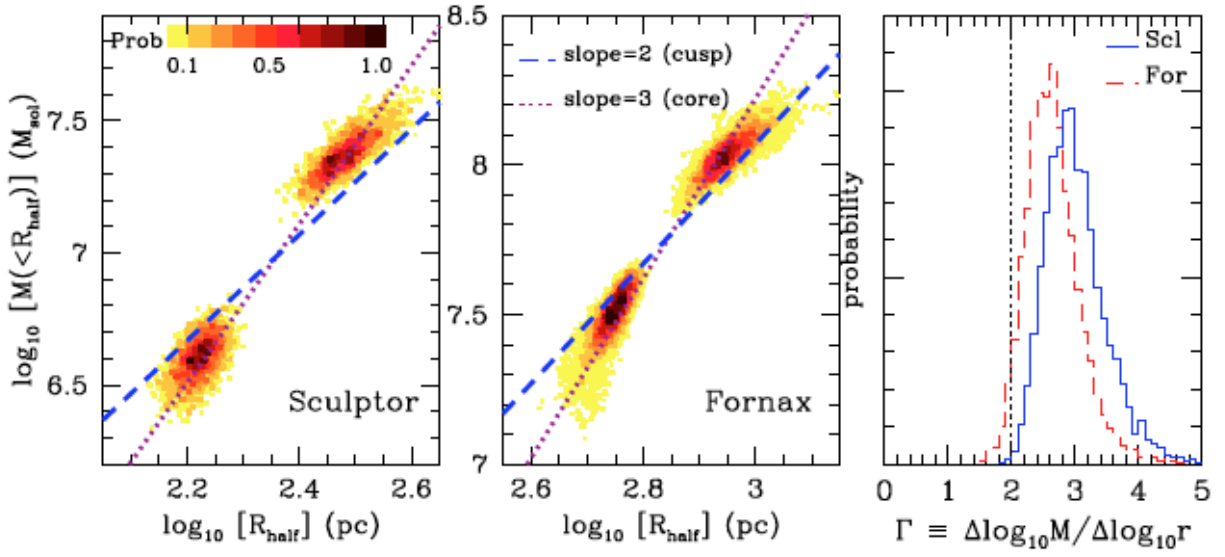 Prob
0.1 0.5 1.0
log10 [M(<Rhalf)] (Msol)
7.5
7
6.5
2.2 2.4 2.6
log10 [Rhalf] (pc)
Sculptor
slope=2 (cusp)
slope=3 (core)
8.5
8
7.5
7
2.6 2.8 3
log10 [Rhalf] (pc)
Fornax
Scl
For
probability
0 1 2 3 4 5
Γ ≡ Δlog10M/Δlog10r